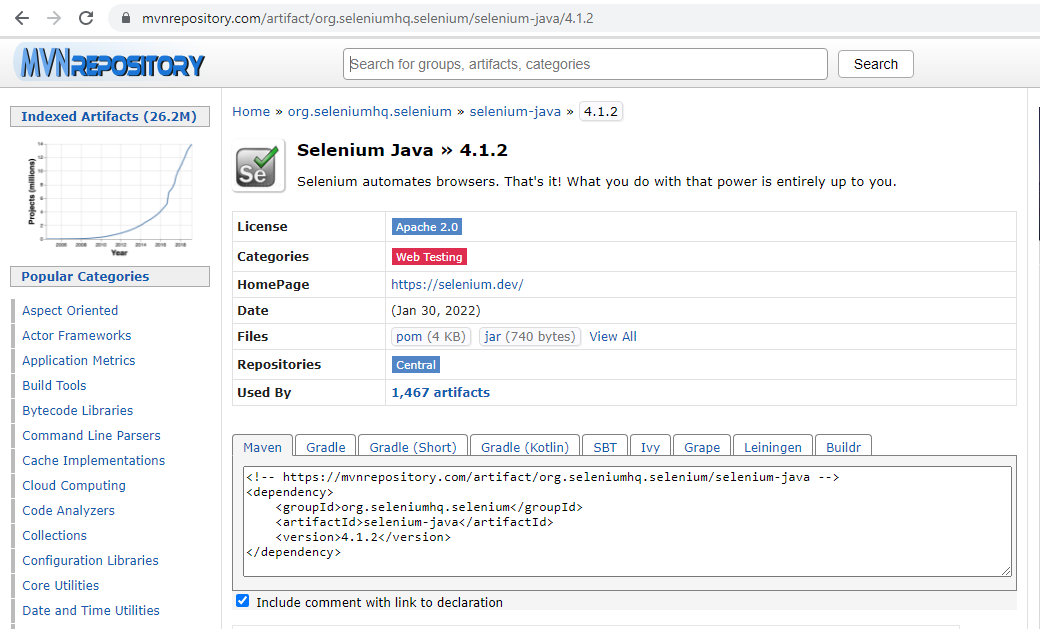 mvnrepository.com/artifact/org.seleniumhq.selenium/selenium-java/4.1.2
MVNREPOSITORY
Search for groups, artifacts, categories
Search
Indexed Artifacts (26.2M)
Projects (millions)
14
12
10
8
6
4
2
0
2006 2008 2010 2012 2014 2016 2018
Year
Popular Categories
Aspect Oriented
Actor Frameworks
Application Metrics
Build Tools
Bytecode Libraries
Command Line Parsers
Cache Implementations
Cloud Computing
Code Analyzers
Collections
Configuration Libraries
Core Utilities
Date and Time Utilities
Home » org.seleniumhq.selenium » selenium-java » 4.1.2
Se
Selenium Java » 4.1.2
Selenium automates browsers. That's it! What you do with that power is entirely up to you.
License Apache 2.0
Categories Web Testing
HomePage https://selenium.dev/
Date (Jan 30, 2022)
Files pom (4 KB) jar (740 bytes) View All
Repositories Central
Used By 1,467 artifacts
Maven Gradle Gradle (Short) Gradle (Kotlin) SBT Ivy Grape Leiningen Buildr
<!-- https://mvnrepository.com/artifact/org.seleniumhq.selenium/selenium-java -->
<dependency>
<groupId>org.seleniumhq.selenium</groupId>
<artifactId>selenium-java</artifactId>
<version>4.1.2</version>
</dependency>
Include comment with link to declaration